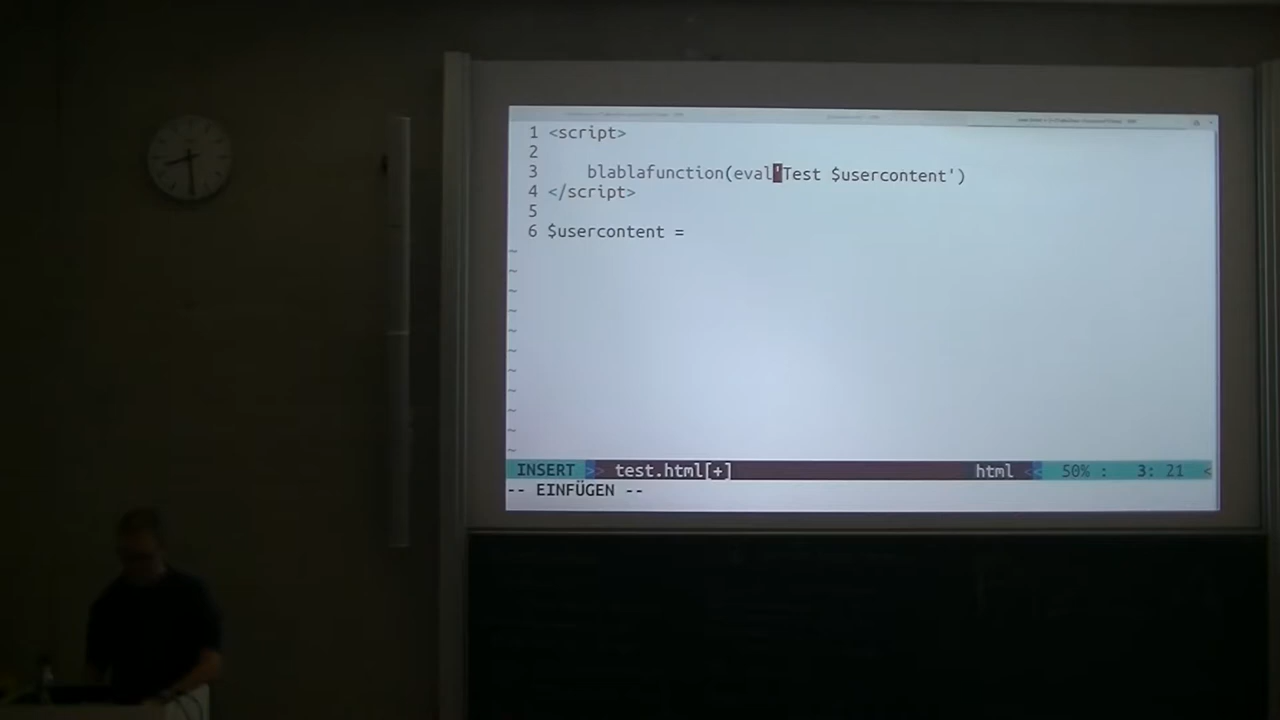 1 <script>
2
3 blablafunction(eval'Test $usercontent')
4 </script>
5
6 $usercontent =
~
~
~
~
~
~
~
~
~
~
~
INSERT >> test.html[+] html << 50% : 3: 21 <
-- EINFÜGEN --